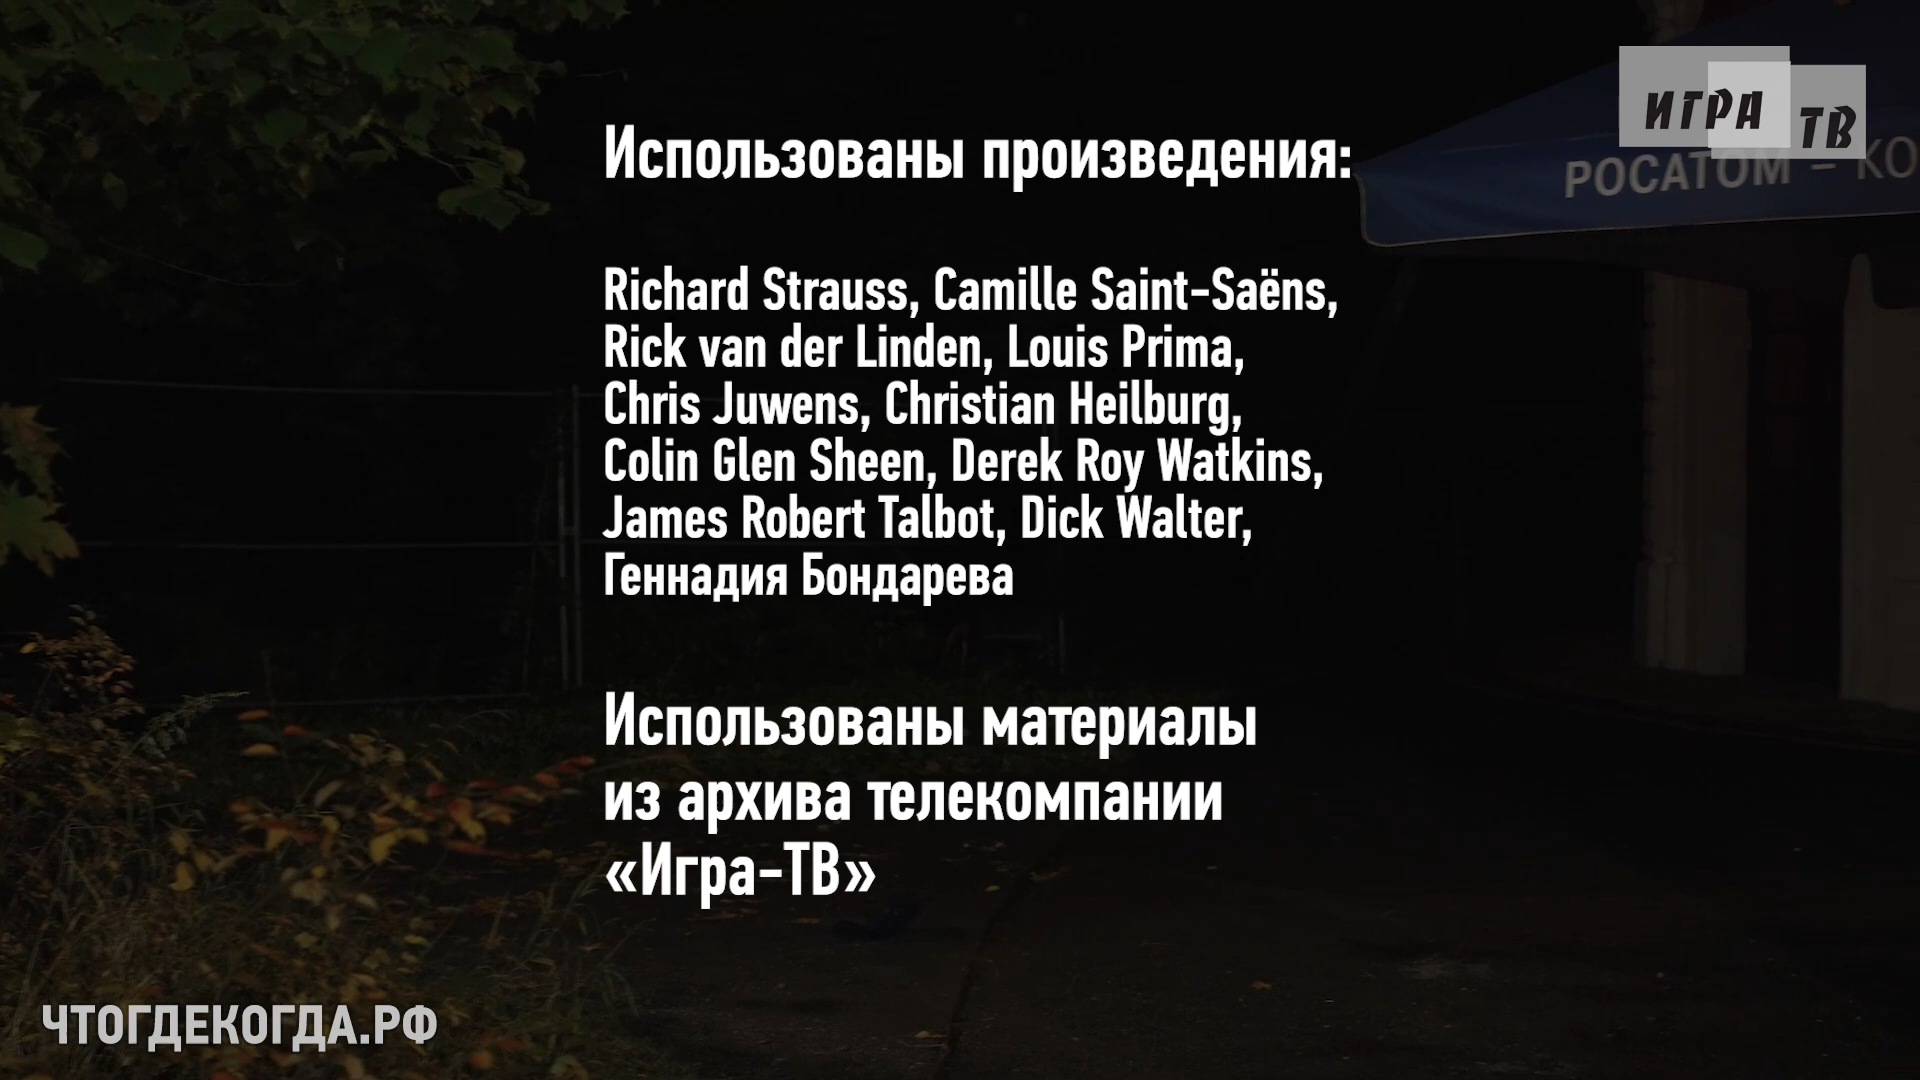 ИГРА ТВ
РОСАТОМ – КО
Использованы произведения:
Richard Strauss, Camille Saint-Saëns,
Rick van der Linden, Louis Prima,
Chris Juwens, Christian Heilburg,
Colin Glen Sheen, Derek Roy Watkins,
James Robert Talbot, Dick Walter,
Геннадия Бондарева
Использованы материалы
из архива телекомпании
«Игра-ТВ»
ЧТОГДЕКОГДА.РФ